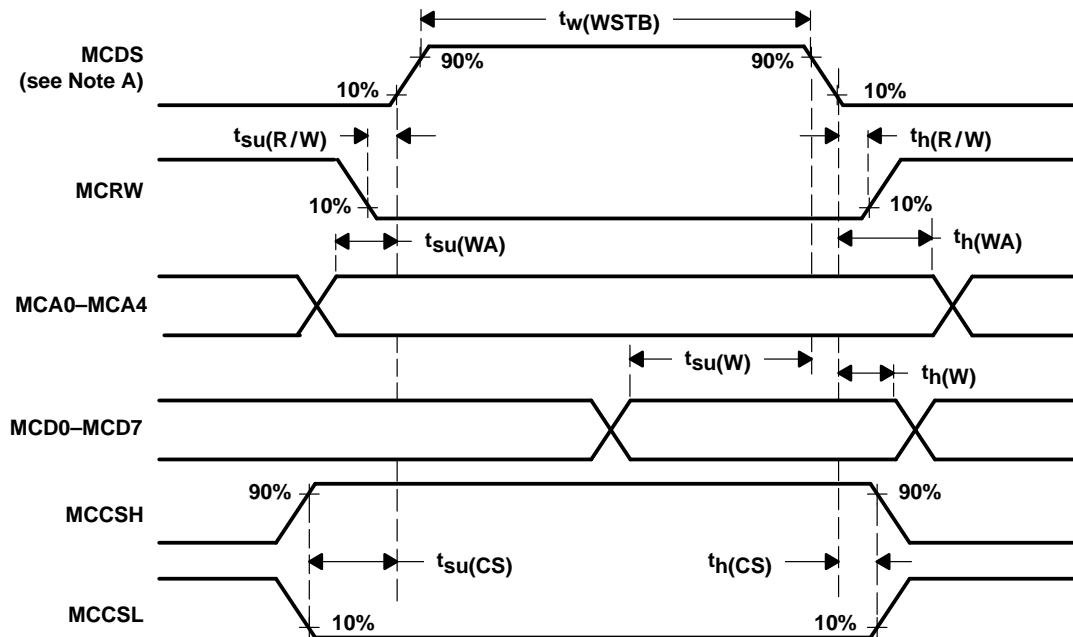 tw(WSTB)
MCDS
(see Note A)
90%
90%
10%
10%
tsu(R/W)
th(R/W)
MCRW
10%
10%
tsu(WA)
th(WA)
MCA0–MCA4
tsu(W)
th(W)
MCD0–MCD7
90%
90%
MCCSH
tsu(CS)
th(CS)
MCCSL
10%
10%